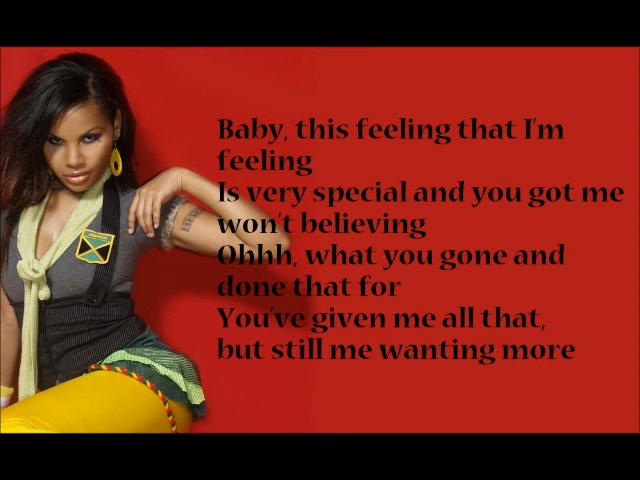 Baby, this feeling that I'm
feeling
Is very special and you got me
won't believing
Ohhh, what you gone and
done that for
You've given me all that,
but still me wanting more